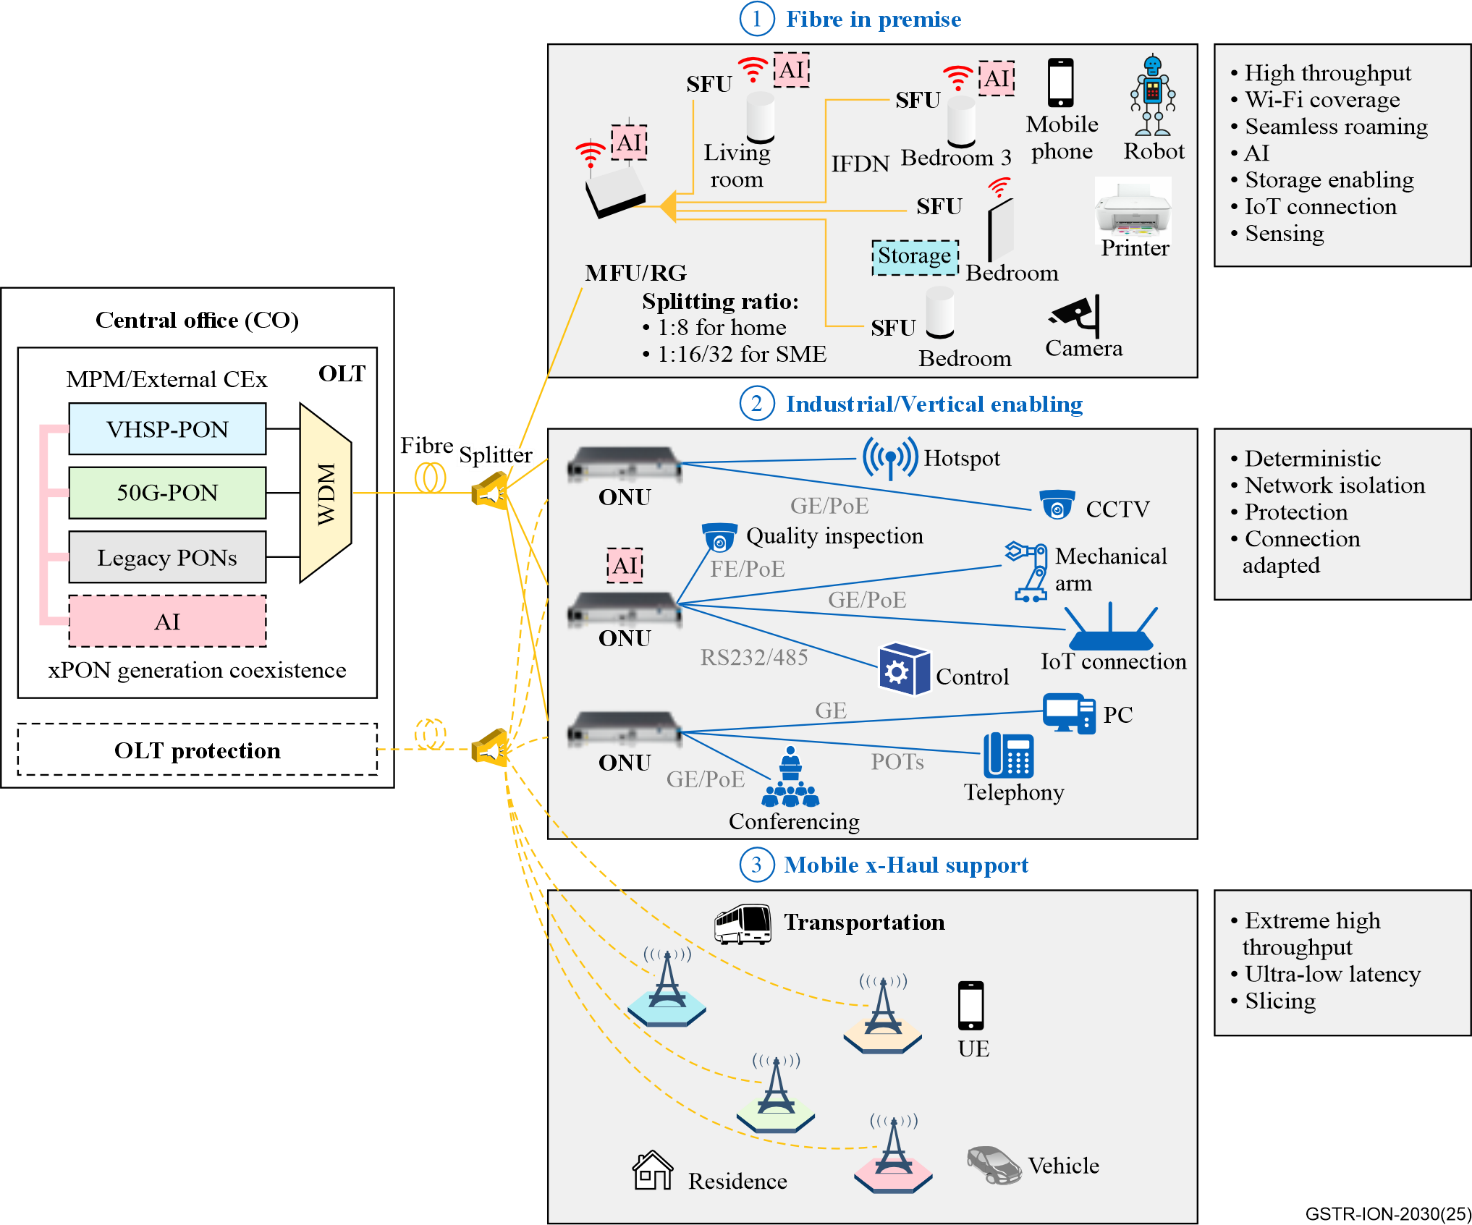 1 Fibre in premise
SFU
AI
Living
room
AI
SFU
AI
Bedroom 3
IFDN
Mobile
phone
Robot
SFU
Storage
Bedroom
Printer
MFU/RG
Splitting ratio:
• 1:8 for home
• 1:16/32 for SME
SFU
Bedroom
Camera
• High throughput
• Wi-Fi coverage
• Seamless roaming
• AI
• Storage enabling
• IoT connection
• Sensing
Central office (CO)
MPM/External CEx
OLT
VHSP-PON
50G-PON
Legacy PONs
AI
WDM
xPON generation coexistence
OLT protection
Fibre
Splitter
2 Industrial/Vertical enabling
ONU
Hotspot
GE/PoE
CCTV
Quality inspection
FE/PoE
AI
ONU
Mechanical
arm
GE/PoE
RS232/485
IoT connection
Control
GE
PC
ONU
GE/PoE
POTs
Telephony
Conferencing
• Deterministic
• Network isolation
• Protection
• Connection
adapted
3 Mobile x-Haul support
Transportation
UE
Residence
Vehicle
• Extreme high
throughput
• Ultra-low latency
• Slicing
GSTR-ION-2030(25)